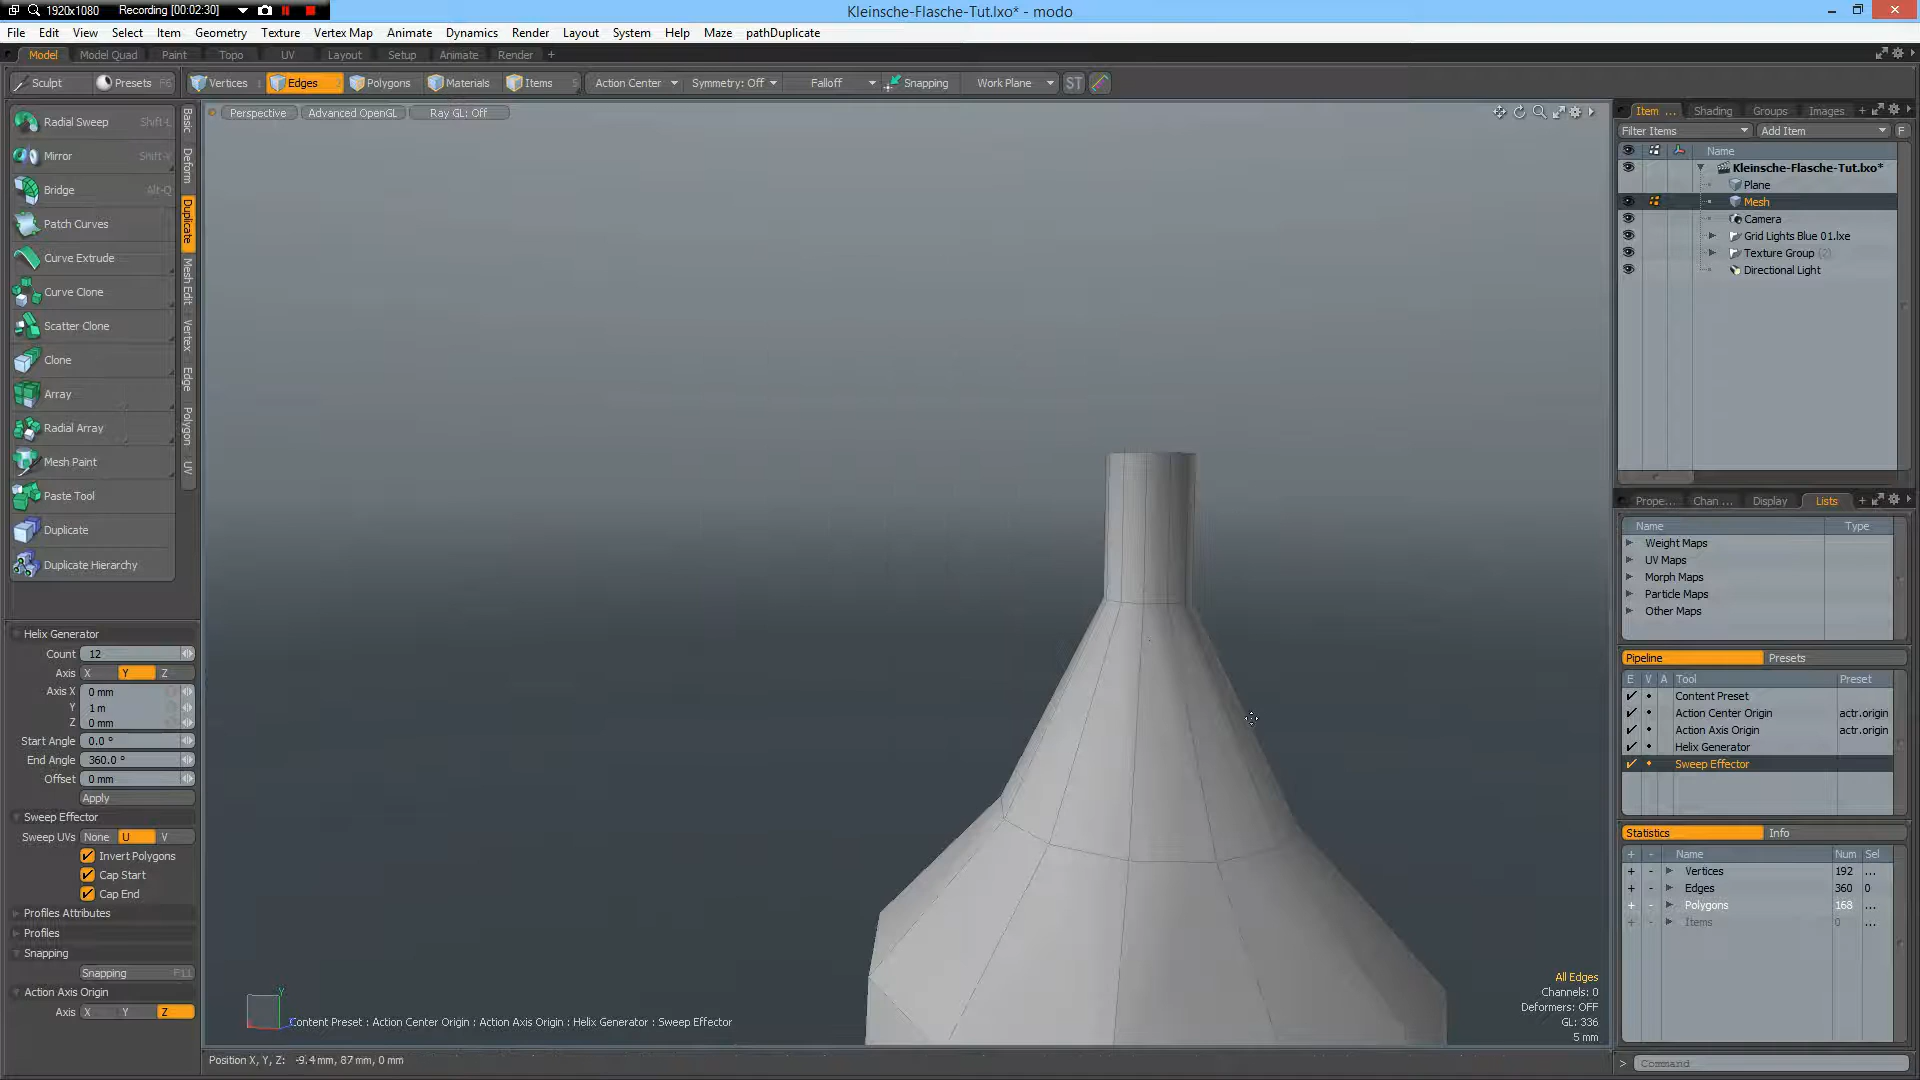 1920x1080 Recording [00:02:30]
Kleinsche-Flasche-Tut.lxo* - modo
File Edit View Select Item Geometry Texture Vertex Map Animate Dynamics Render Layout System Help Maze pathDuplicate
Model Model Quad Paint Topo UV Layout Setup Animate Render +
Sculpt Presets F6 Vertices 1 Edges 2 Polygons 3 Materials Items 5 Action Center Symmetry: Off Falloff Snapping Work Plane ST
Perspective Advanced OpenGL Ray GL: Off
Radial Sweep Shift-L
Mirror Shift-V
Bridge Alt-Q
Patch Curves
Curve Extrude
Curve Clone
Scatter Clone
Clone
Array
Radial Array
Mesh Paint
Paste Tool
Duplicate
Duplicate Hierarchy
Basic
Deform
Duplicate
Mesh Edit
Vertex
Edge
Polygon
UV
Helix Generator
Count 12
Axis X Y Z
Axis X 0 mm
Y 1 m
Z 0 mm
Start Angle 0.0 °
End Angle 360.0 °
Offset 0 mm
Apply
Sweep Effector
Sweep UVs None U V
Invert Polygons
Cap Start
Cap End
Profiles Attributes
Profiles
Snapping
Snapping F11
Action Axis Origin
Axis X Y Z
Y
Content Preset : Action Center Origin : Action Axis Origin : Helix Generator : Sweep Effector
All Edges
Channels: 0
Deformers: OFF
GL: 336
5 mm
Position X, Y, Z: -9.4 mm, 87 mm, 0 mm
Item ... Shading Groups Images +
Filter Items Add Item F
Name
Kleinsche-Flasche-Tut.lxo*
Plane
Mesh
Camera
Grid Lights Blue 01.lxe
Texture Group (2)
Directional Light
Prope... Chan ... Display Lists +
Name Type
Weight Maps
UV Maps
Morph Maps
Particle Maps
Other Maps
Pipeline Presets
E V A Tool Preset
Content Preset
Action Center Origin actr.origin
Action Axis Origin actr.origin
Helix Generator
Sweep Effector
Statistics Info
+ - Name Num Sel
+ - Vertices 192 ...
+ - Edges 360 0
+ - Polygons 168 ...
+ - Items 0 ...
> Command